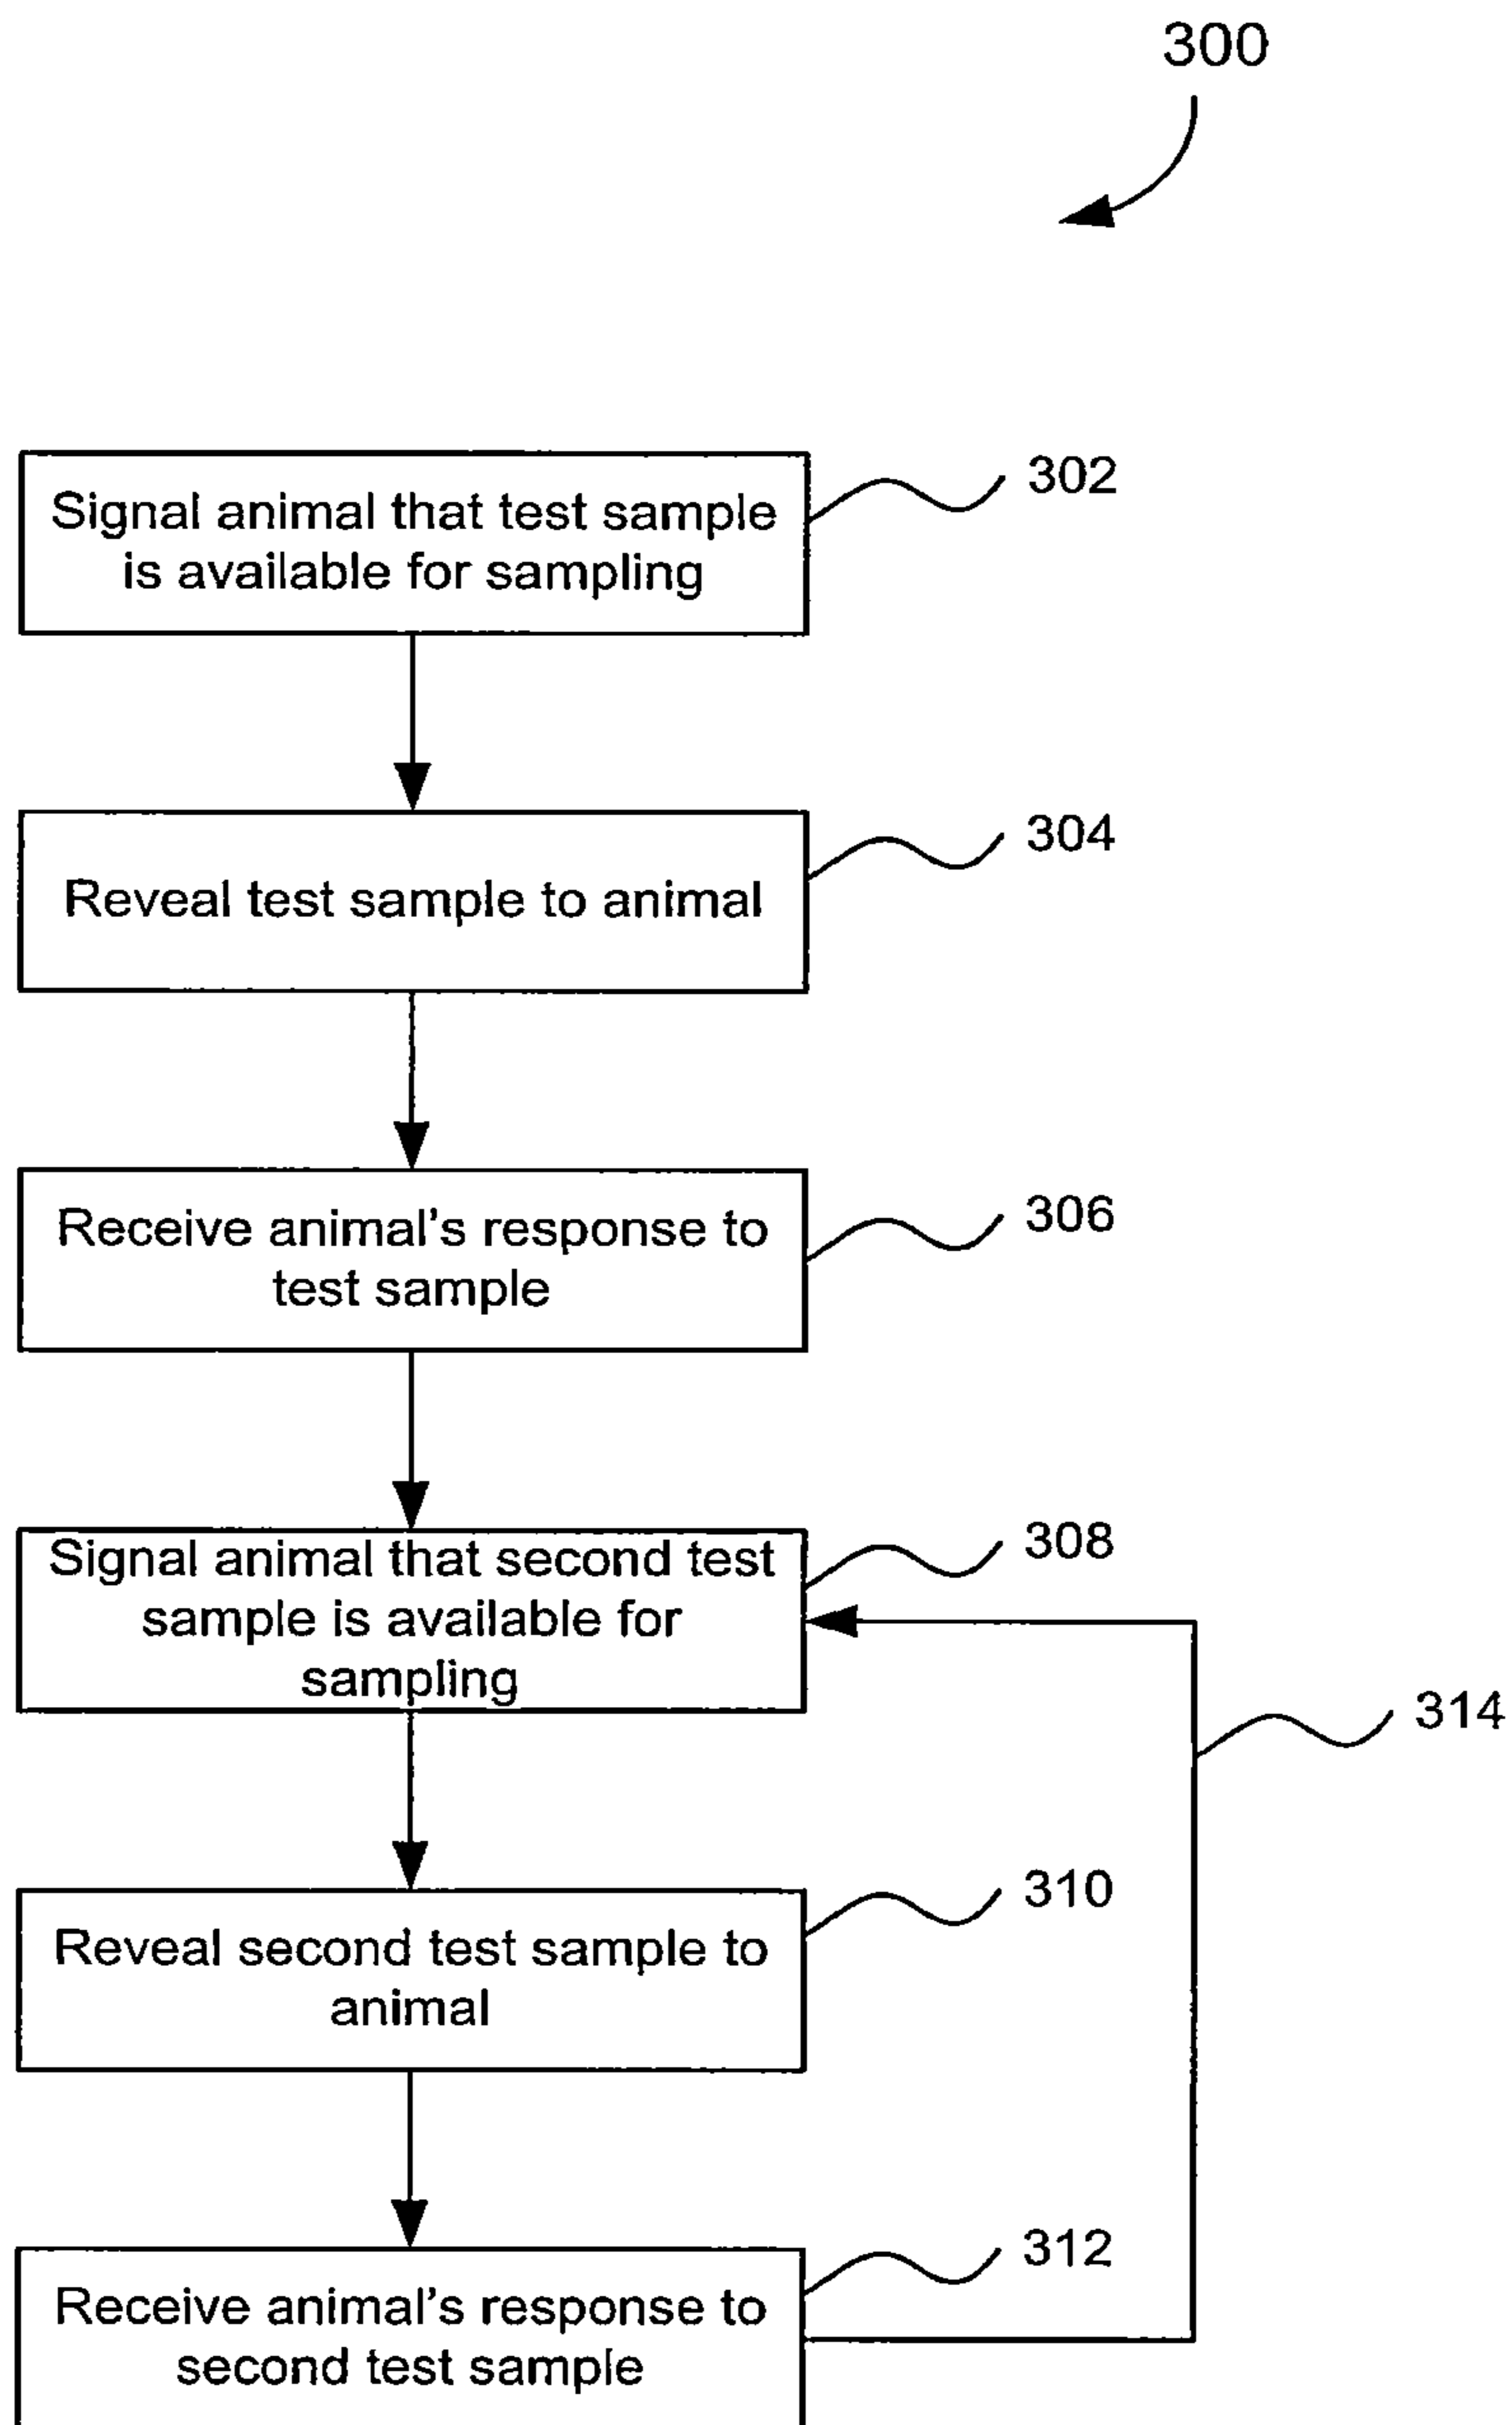 300
Signal animal that test sample
is available for sampling
302
Reveal test sample to animal
304
Receive animal's response to
test sample
306
Signal animal that second test
sample is available for
sampling
308
314
Reveal second test sample to
animal
310
Receive animal's response to
second test sample
312